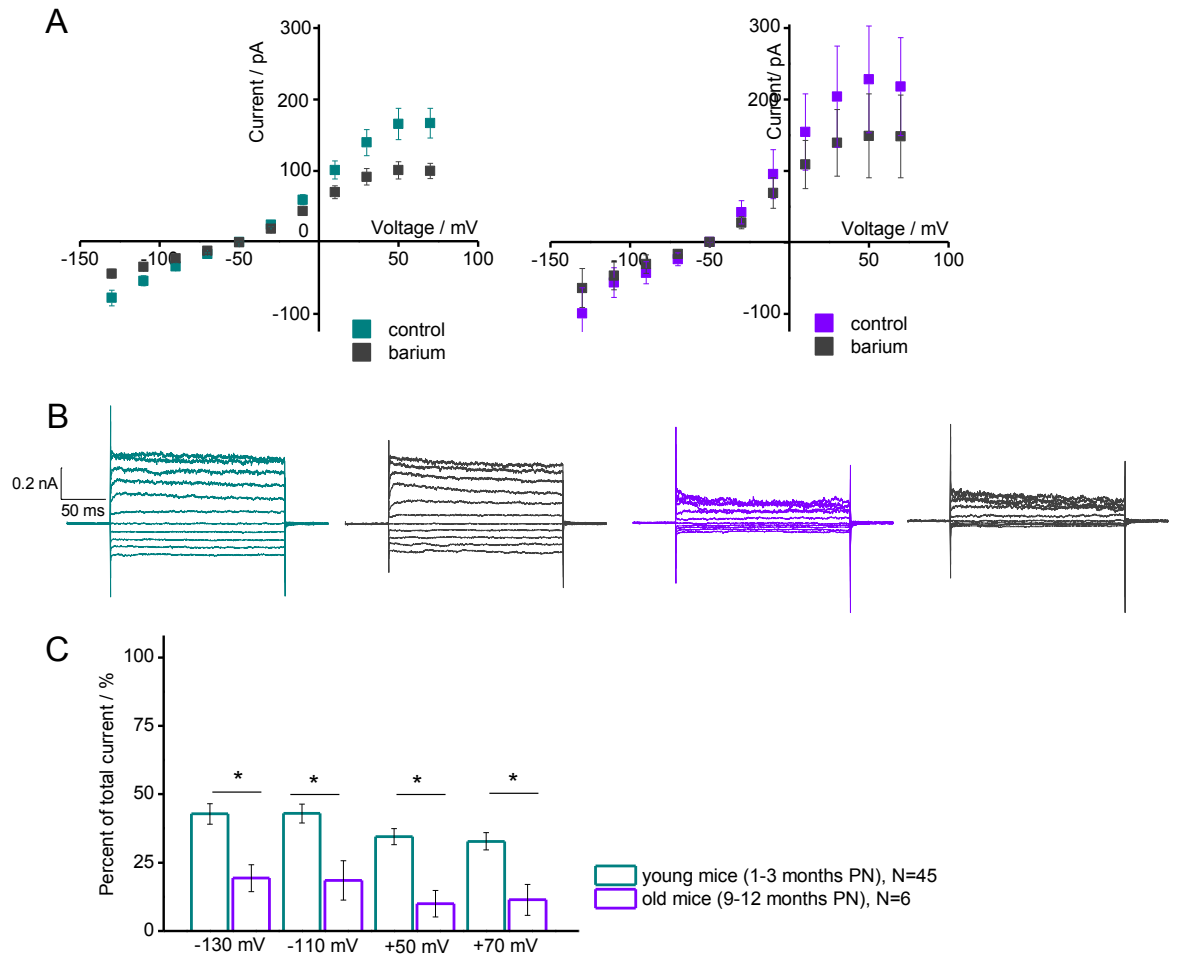 A
300
Current / pA
200
100
0
Voltage / mV
-150
-100
-50
50
100
-100
control
barium
300
Current / pA
200
100
Voltage / mV
-150
-100
-50
0
50
100
-100
control
barium
B
0.2 nA
50 ms
C
Percent of total current / %
100
75
50
25
0
* * * *
-130 mV -110 mV +50 mV +70 mV
young mice (1-3 months PN), N=45
old mice (9-12 months PN), N=6